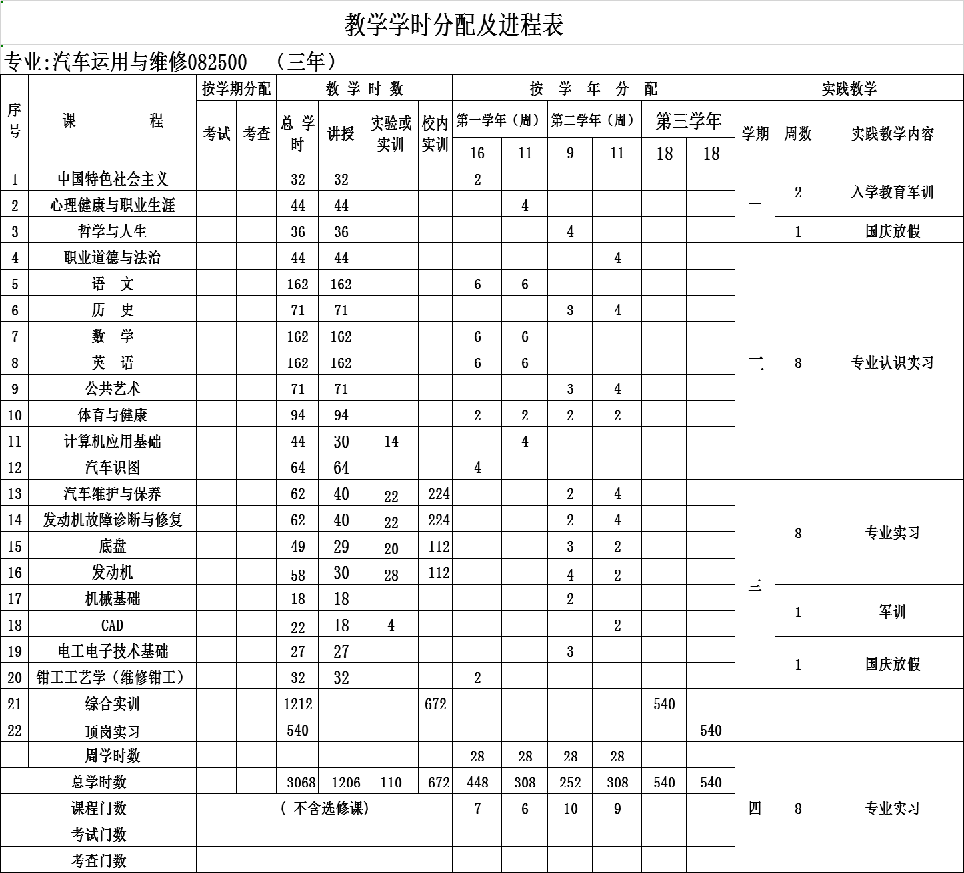 教学学时分配及进程表
专业:汽车运用与维修082500 （三年）
序号 课 程 按学期分配 教 学 时 数 按 学 年 分 配 实践教学
考试 考查 总 学时 讲授 实验或实训 校内实训 第一学年（周） 第二学年（周） 第三学年 学期 周数 实践教学内容
16 11 9 11 18 18
1 中国特色社会主义 32 32 2
一 2 入学教育军训
2 心理健康与职业生涯 44 44 4
3 哲学与人生 36 36 4 1 国庆放假
4 职业道德与法治 44 44 4
5 语 文 162 162 6 6
6 历 史 71 71 3 4
7 数 学 162 162 6 6
8 英 语 162 162 6 6 二 8 专业认识实习
9 公共艺术 71 71 3 4
10 体育与健康 94 94 2 2 2 2
11 计算机应用基础 44 30 14 4
12 汽车识图 64 64 4
13 汽车维护与保养 62 40 22 224 2 4
14 发动机故障诊断与修复 62 40 22 224 2 4
8 专业实习
15 底盘 49 29 20 112 3 2
16 发动机 58 30 28 112 4 2
三
17 机械基础 18 18 2
1 军训
18 CAD 22 18 4 2
19 电工电子技术基础 27 27 3
1 国庆放假
20 钳工工艺学（维修钳工） 32 32 2
21 综合实训 1212 672 540
22 顶岗实习 540 540
周学时数 28 28 28 28
总学时数 3068 1206 110 672 448 308 252 308 540 540
课程门数 ( 不含选修课) 7 6 10 9 四 8 专业实习
考试门数
考查门数